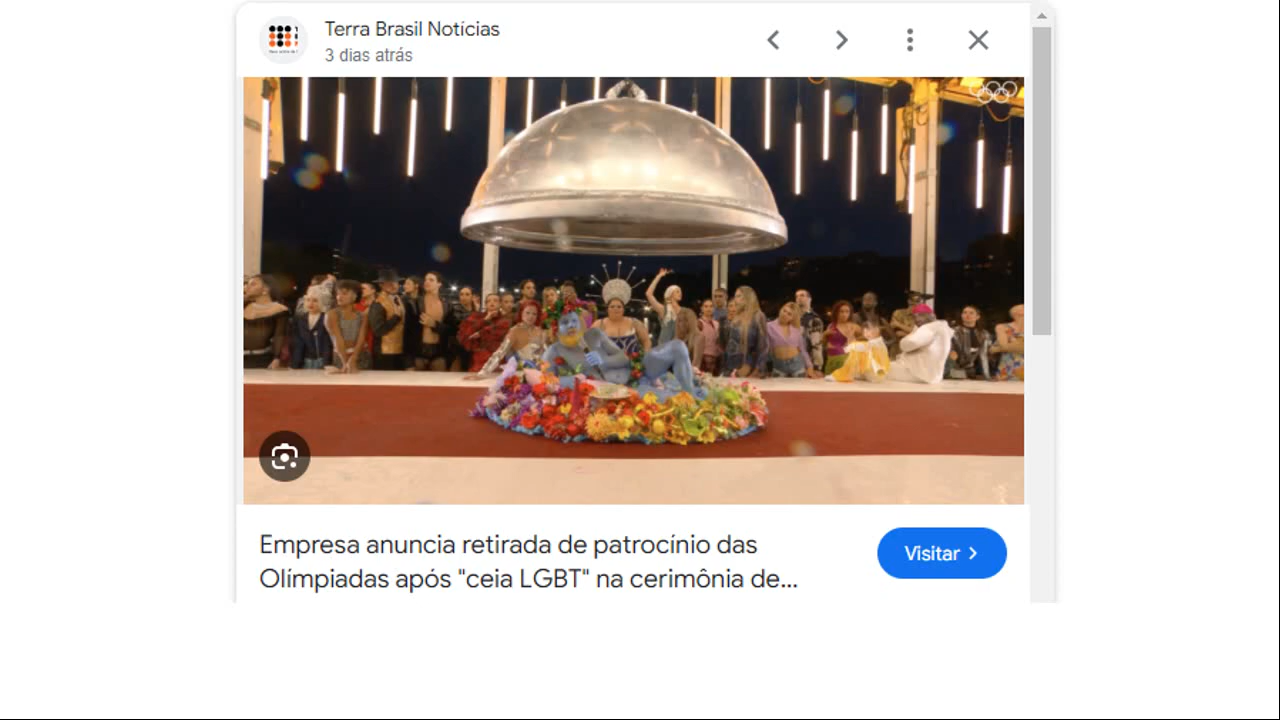 Terra Brasil Notícias
3 dias atrás
Empresa anuncia retirada de patrocínio das
Olímpiadas após "ceia LGBT" na cerimônia de...
Visitar